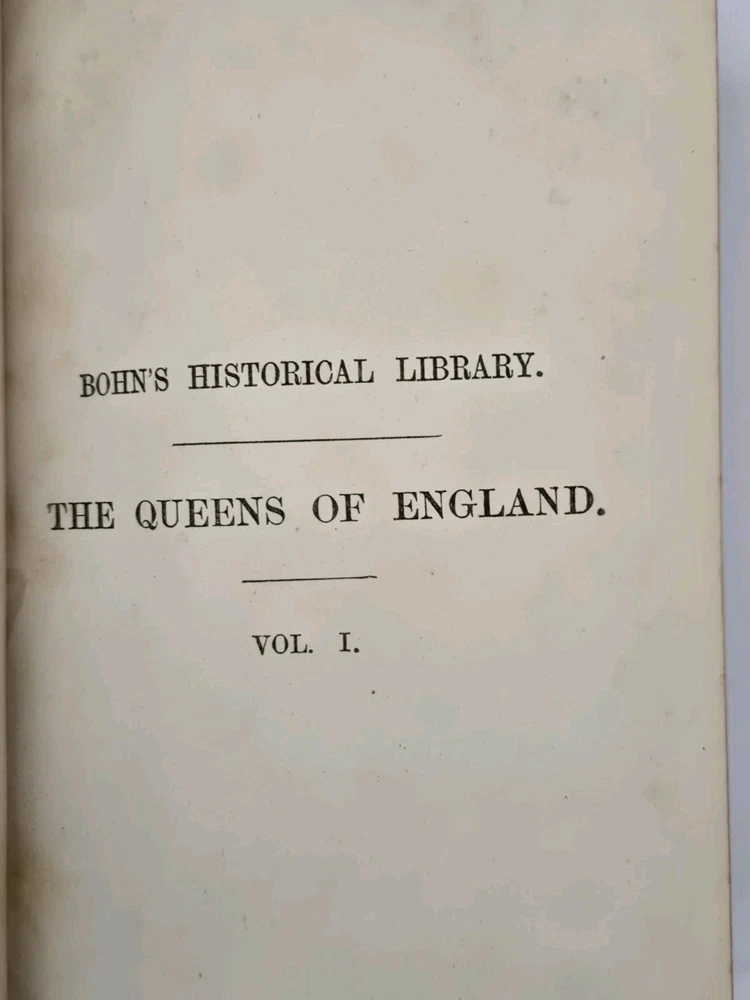 BOHN'S HISTORICAL LIBRARY.
THE QUEENS OF ENGLAND.
VOL. I.